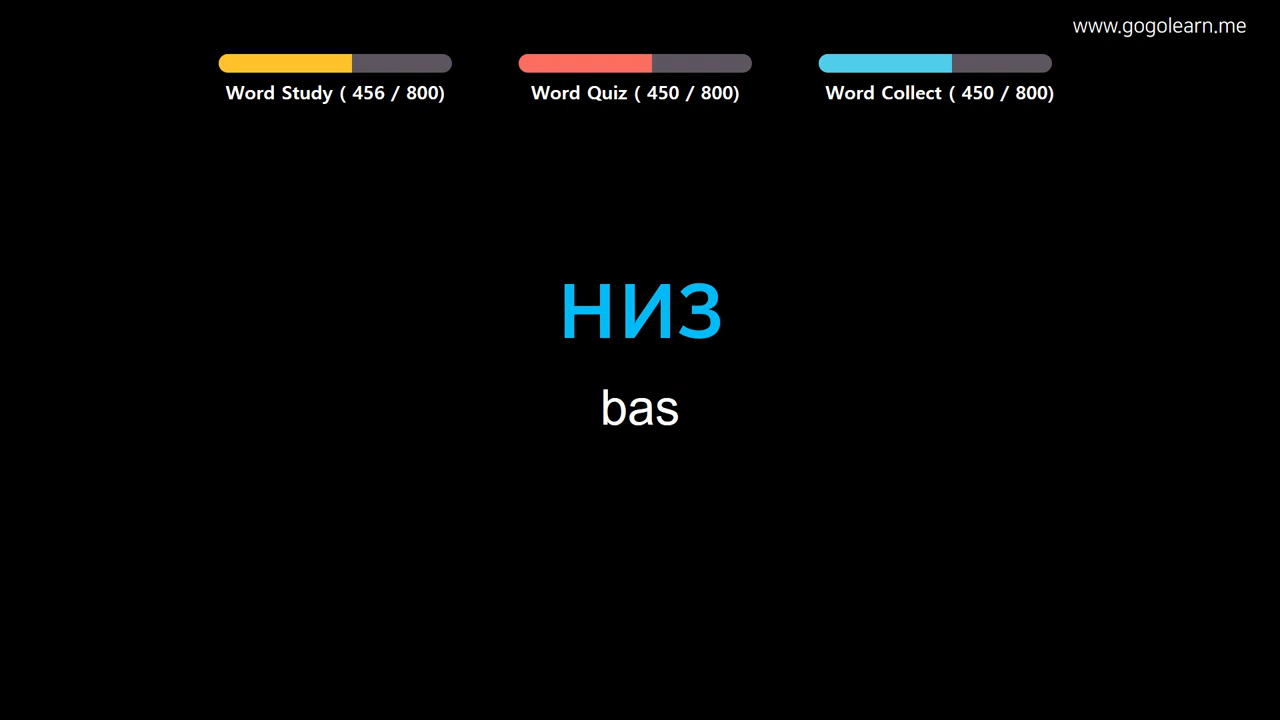 www.gogolearn.me
Word Study ( 456 / 800)
Word Quiz ( 450 / 800)
Word Collect ( 450 / 800)
низ
bas